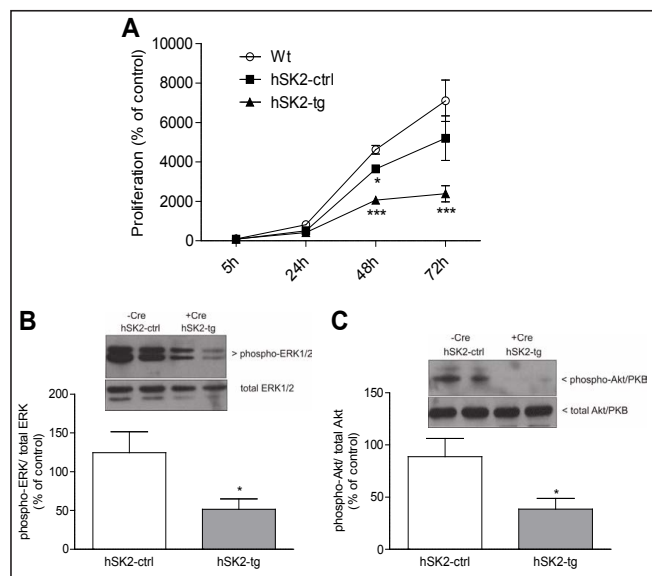 A
10000
8000
6000
4000
2000
0
Proliferation (% of control)
Wt
hSK2-ctrl
hSK2-tg
*
***
***
5h
24h
48h
72h
B
-Cre +Cre
hSK2-ctrl hSK2-tg
> phospho-ERK1/2
total ERK1/2
200
150
100
50
0
phospho-ERK/ total ERK
(% of control)
*
hSK2-ctrl hSK2-tg
C
-Cre +Cre
hSK2-ctrl hSK2-tg
< phospho-Akt/PKB
< total Akt/PKB
150
100
50
0
phospho-Akt/ total Akt
(% of control)
*
hSK2-ctrl hSK2-tg